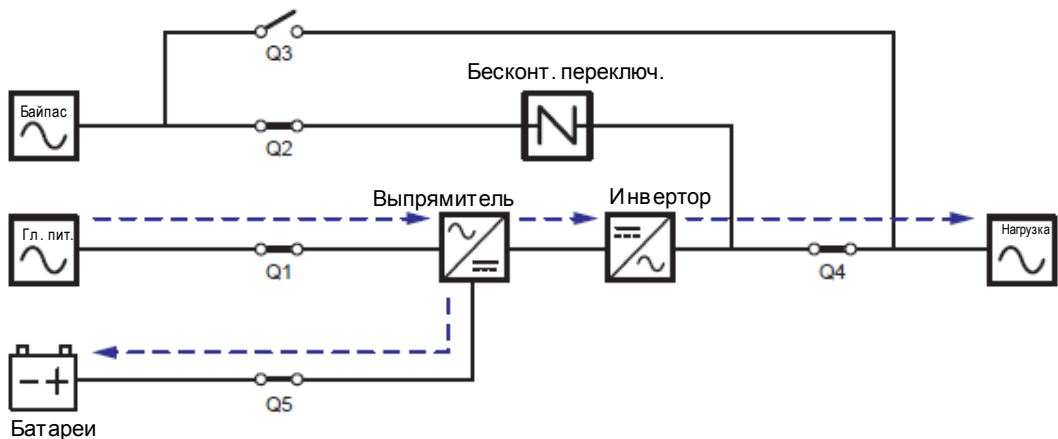 Q3
Бесконт. переключ.
Байпас
Q2
Выпрямитель
Инвертор
Гл. пит.
Q1
Q4
Нагрузка
Q5
Батареи